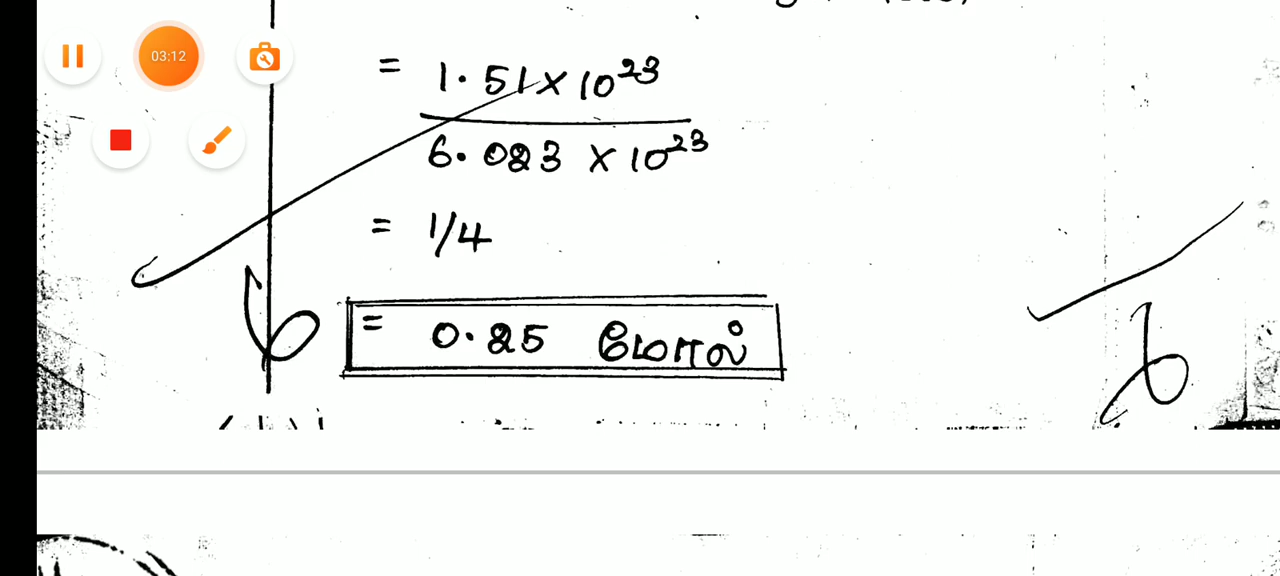 03:12
= 1.51 × 10²³
6.023 × 10²³
= 1/4
= 0.25 மோல்